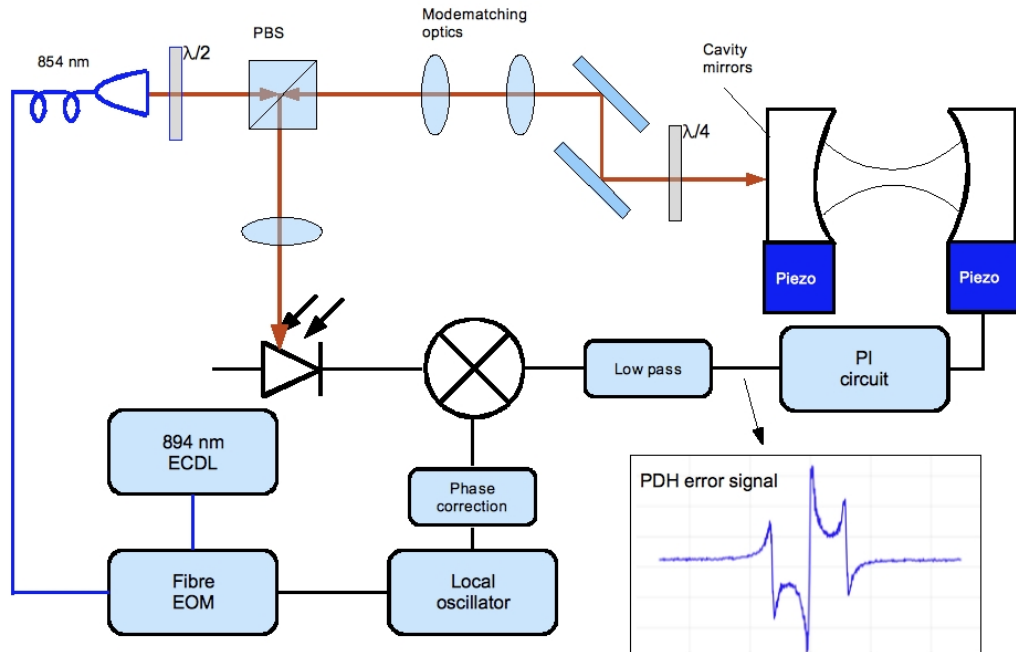 Modematching
optics
PBS
λ/2
854 nm
Cavity
mirrors
λ/4
Piezo
Piezo
Low pass
PI
circuit
894 nm
ECDL
Phase
correction
PDH error signal
Fibre
EOM
Local
oscillator